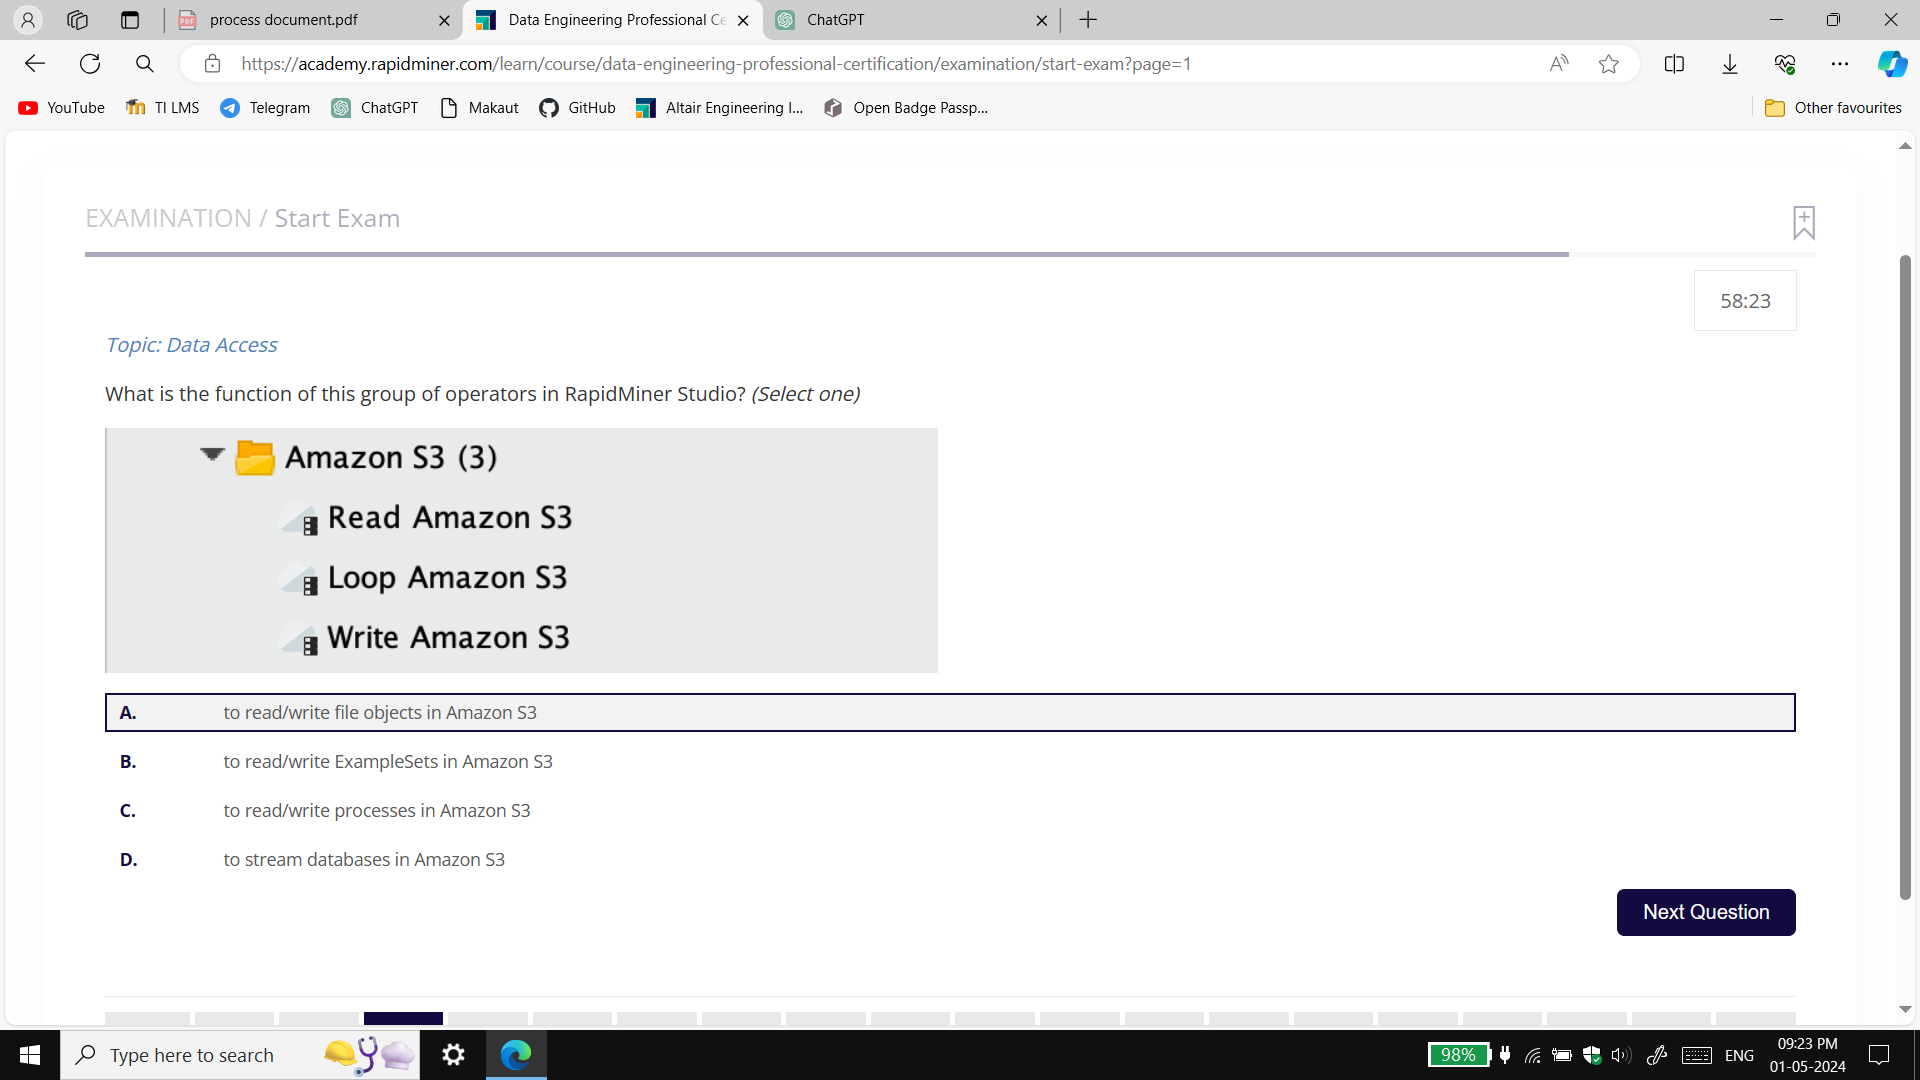 process document.pdf
Data Engineering Professional Ce
ChatGPT
https://academy.rapidminer.com/learn/course/data-engineering-professional-certification/examination/start-exam?page=1
YouTube
TI LMS
Telegram
ChatGPT
Makaut
GitHub
Altair Engineering I...
Open Badge Passp...
Other favourites
EXAMINATION / Start Exam
58:23
Topic: Data Access
What is the function of this group of operators in RapidMiner Studio? (Select one)
Amazon S3 (3)
Read Amazon S3
Loop Amazon S3
Write Amazon S3
A. to read/write file objects in Amazon S3
B. to read/write ExampleSets in Amazon S3
C. to read/write processes in Amazon S3
D. to stream databases in Amazon S3
Next Question
Type here to search
98%
ENG
09:23 PM
01-05-2024